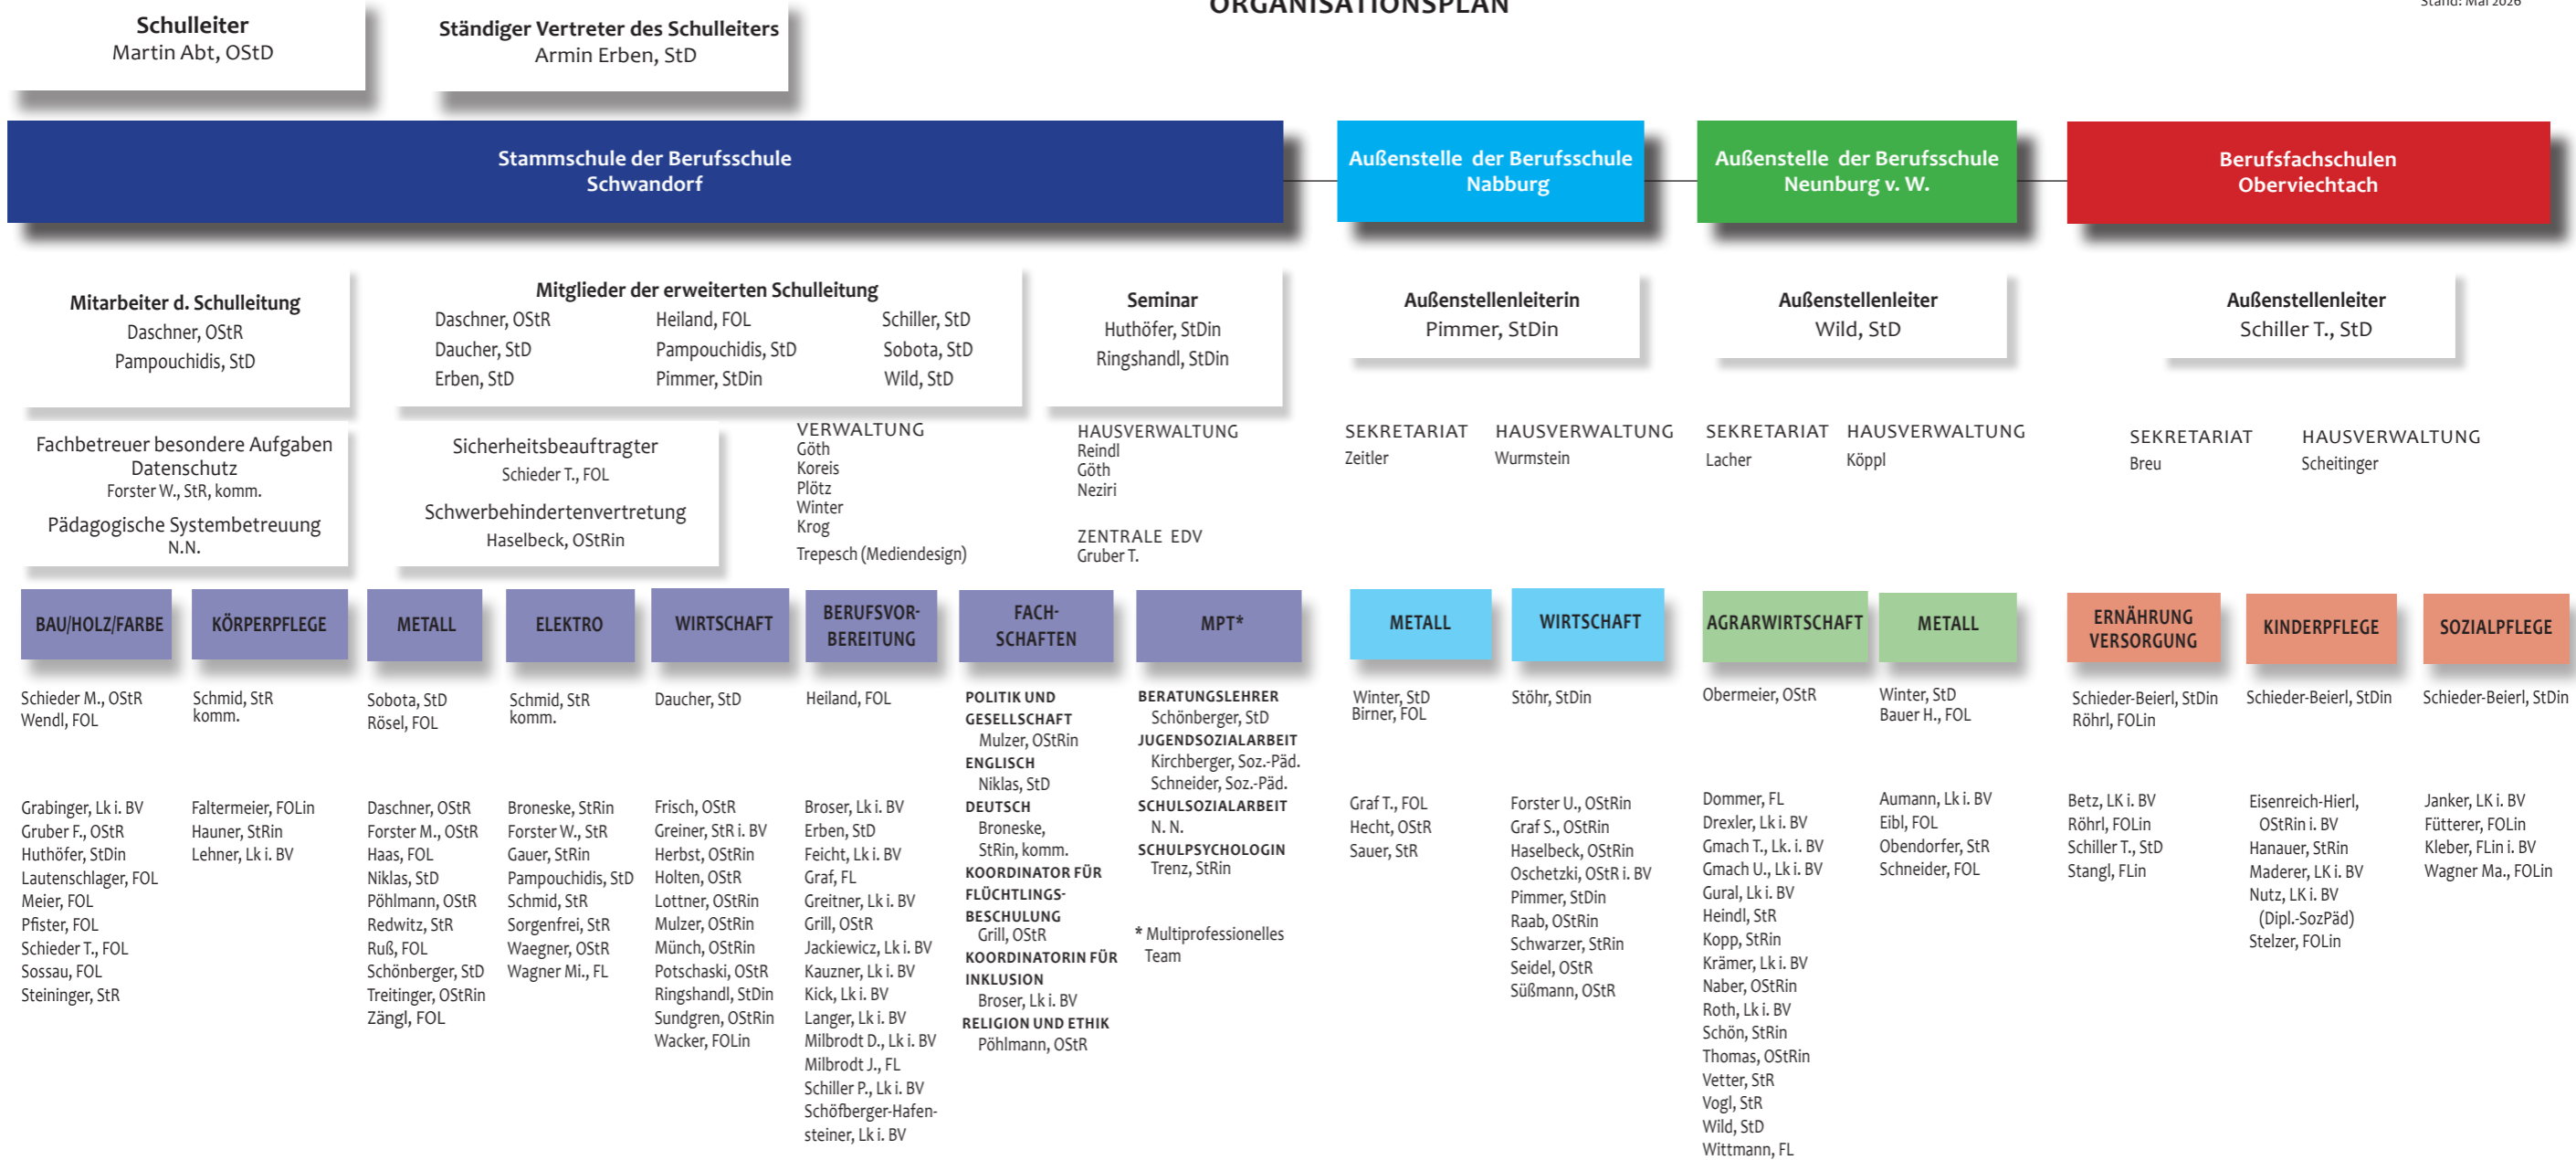 ORGANISATIONSPLAN
Stand: Mai 2026
Schulleiter
Martin Abt, OStD
Ständiger Vertreter des Schulleiters
Armin Erben, StD
Stammschule der Berufsschule
Schwandorf
Außenstelle der Berufsschule
Nabburg
Außenstelle der Berufsschule
Neunburg v. W.
Berufsfachschulen
Oberviechtach
Mitarbeiter d. Schulleitung
Daschner, OStR
Pampouchidis, StD
Mitglieder der erweiterten Schulleitung
Daschner, OStR
Daucher, StD
Erben, StD
Heiland, FOL
Pampouchidis, StD
Pimmer, StDin
Schiller, StD
Sobota, StD
Wild, StD
Seminar
Huthöfer, StDin
Ringshandl, StDin
Außenstellenleiterin
Pimmer, StDin
Außenstellenleiter
Wild, StD
Außenstellenleiter
Schiller T., StD
Fachbetreuer besondere Aufgaben
Datenschutz
Forster W., StR, komm.
Pädagogische Systembetreuung
N.N.
Sicherheitsbeauftragter
Schieder T., FOL
Schwerbehindertenvertretung
Haselbeck, OStRin
VERWALTUNG
Göth
Koreis
Plötz
Winter
Krog
Trepesch (Mediendesign)
HAUSVERWALTUNG
Reindl
Göth
Neziri
ZENTRALE EDV
Gruber T.
SEKRETARIAT
Zeitler
HAUSVERWALTUNG
Wurmstein
SEKRETARIAT
Lacher
HAUSVERWALTUNG
Köppl
SEKRETARIAT
Breu
HAUSVERWALTUNG
Scheitinger
BAU/HOLZ/FARBE
Schieder M., OStR
Wendl, FOL
Grabinger, Lk i. BV
Gruber F., OStR
Huthöfer, StDin
Lautenschlager, FOL
Meier, FOL
Pfister, FOL
Schieder T., FOL
Sossau, FOL
Steininger, StR
KÖRPERPFLEGE
Schmid, StR
komm.
Faltermeier, FOLin
Hauner, StRin
Lehner, Lk i. BV
METALL
Sobota, StD
Rösel, FOL
Daschner, OStR
Forster M., OStR
Haas, FOL
Niklas, StD
Pöhlmann, OStR
Redwitz, StR
Ruß, FOL
Schönberger, StD
Treitinger, OStRin
Zängl, FOL
ELEKTRO
Schmid, StR
komm.
Broneske, StRin
Forster W., StR
Gauer, StRin
Pampouchidis, StD
Schmid, StR
Sorgenfrei, StR
Waegner, OStR
Wagner Mi., FL
WIRTSCHAFT
Daucher, StD
Frisch, OStR
Greiner, StR i. BV
Herbst, OStRin
Holten, OStR
Lottner, OStRin
Mulzer, OStRin
Münch, OStRin
Potschaski, OStR
Ringshandl, StDin
Sundgren, OStRin
Wacker, FOLin
BERUFSVOR-
BEREITUNG
Heiland, FOL
Broser, Lk i. BV
Erben, StD
Feicht, Lk i. BV
Graf, FL
Greitner, Lk i. BV
Grill, OStR
Jackiewicz, Lk i. BV
Kauzner, Lk i. BV
Kick, Lk i. BV
Langer, Lk i. BV
Milbrodt D., Lk i. BV
Milbrodt J., FL
Schiller P., Lk i. BV
Schöfberger-Hafen-
steiner, Lk i. BV
FACH-
SCHAFTEN
POLITIK UND
GESELLSCHAFT
Mulzer, OStRin
ENGLISCH
Niklas, StD
DEUTSCH
Broneske,
StRin, komm.
KOORDINATOR FÜR
FLÜCHTLINGS-
BESCHULUNG
Grill, OStR
KOORDINATORIN FÜR
INKLUSION
Broser, Lk i. BV
RELIGION UND ETHIK
Pöhlmann, OStR
MPT*
BERATUNGSLEHRER
Schönberger, StD
JUGENDSOZIALARBEIT
Kirchberger, Soz.-Päd.
Schneider, Soz.-Päd.
SCHULSOZIALARBEIT
N. N.
SCHULPSYCHOLOGIN
Trenz, StRin
* Multiprofessionelles
Team
METALL
Winter, StD
Birner, FOL
Graf T., FOL
Hecht, OStR
Sauer, StR
WIRTSCHAFT
Stöhr, StDin
Forster U., OStRin
Graf S., OStRin
Haselbeck, OStRin
Oschetzki, OStR i. BV
Pimmer, StDin
Raab, OStRin
Schwarzer, StRin
Seidel, OStR
Süßmann, OStR
AGRARWIRTSCHAFT
Obermeier, OStR
Dommer, FL
Drexler, Lk i. BV
Gmach T., Lk. i. BV
Gmach U., Lk i. BV
Gural, Lk i. BV
Heindl, StR
Kopp, StRin
Krämer, Lk i. BV
Naber, OStRin
Roth, Lk i. BV
Schön, StRin
Thomas, OStRin
Vetter, StR
Vogl, StR
Wild, StD
Wittmann, FL
METALL
Winter, StD
Bauer H., FOL
Aumann, Lk i. BV
Eibl, FOL
Obendorfer, StR
Schneider, FOL
ERNÄHRUNG
VERSORGUNG
Schieder-Beierl, StDin
Röhrl, FOLin
Betz, LK i. BV
Röhrl, FOLin
Schiller T., StD
Stangl, FLin
KINDERPFLEGE
Schieder-Beierl, StDin
Eisenreich-Hierl,
OStRin i. BV
Hanauer, StRin
Maderer, LK i. BV
Nutz, LK i. BV
(Dipl.-SozPäd)
Stelzer, FOLin
SOZIALPFLEGE
Schieder-Beierl, StDin
Janker, LK i. BV
Fütterer, FOLin
Kleber, FLin i. BV
Wagner Ma., FOLin